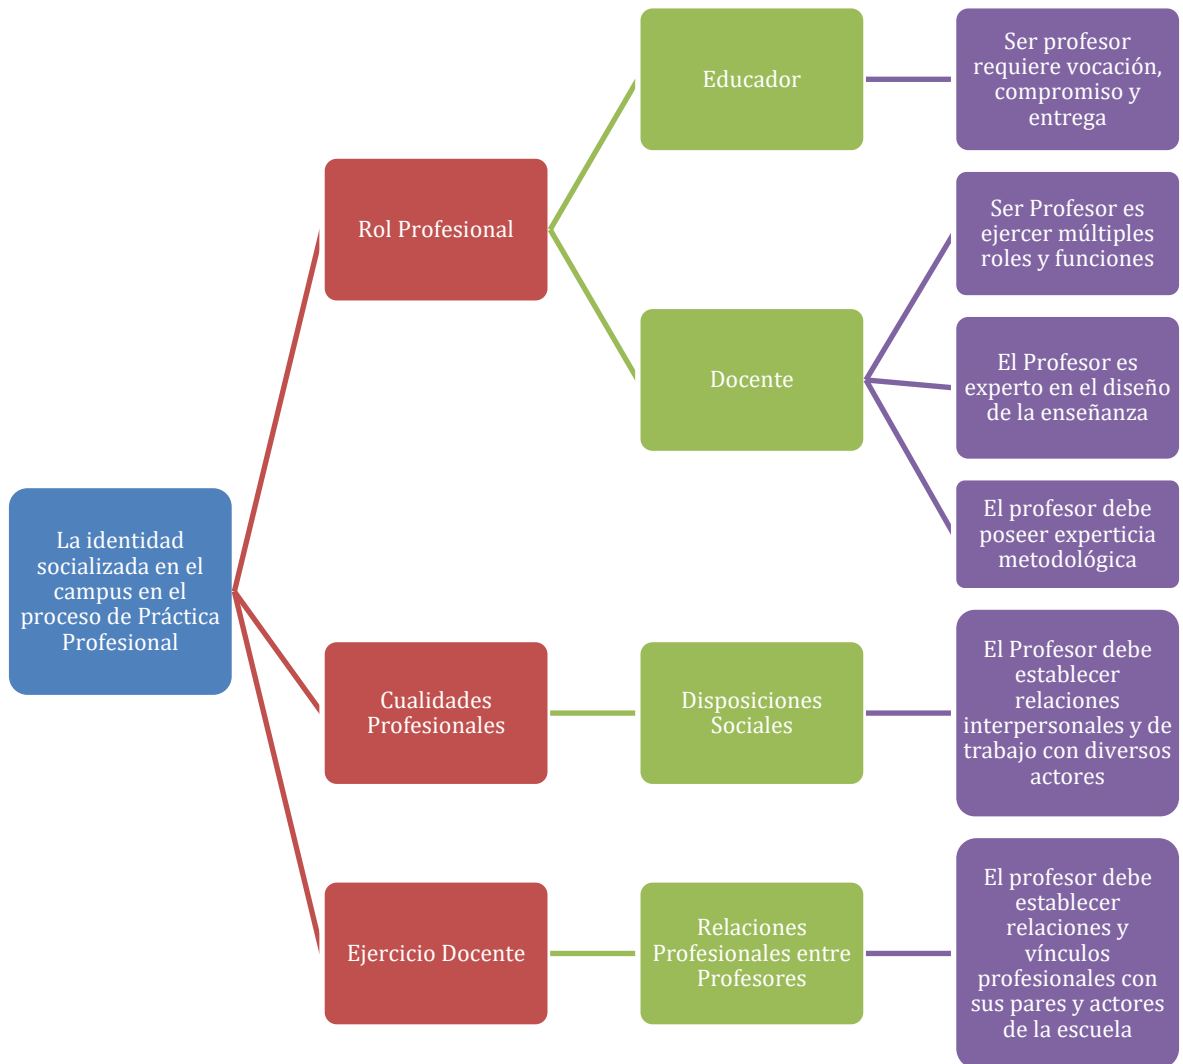 La identidad
socializada en el
campus en el
proceso de Práctica
Profesional
Rol Profesional
Educador
Ser profesor
requiere vocación,
compromiso y
entrega
Docente
Ser Profesor es
ejercer múltiples
roles y funciones
El Profesor es
experto en el diseño
de la enseñanza
El profesor debe
poseer experticia
metodológica
Cualidades
Profesionales
Disposiciones
Sociales
El Profesor debe
establecer
relaciones
interpersonales y de
trabajo con diversos
actores
Ejercicio Docente
Relaciones
Profesionales entre
Profesores
El profesor debe
establecer
relaciones y
vínculos
profesionales con
sus pares y actores
de la escuela